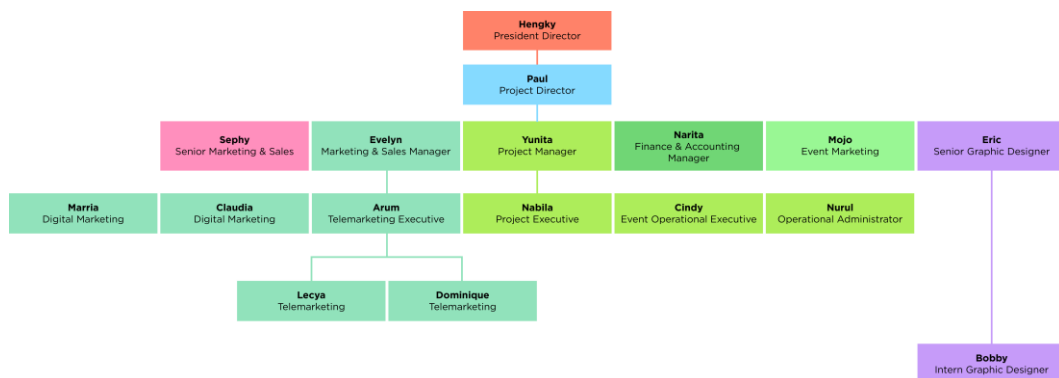 Hengky
President Director
Paul
Project Director
Sephy
Senior Marketing & Sales
Evelyn
Marketing & Sales Manager
Yunita
Project Manager
Narita
Finance & Accounting
Manager
Mojo
Event Marketing
Eric
Senior Graphic Designer
Marria
Digital Marketing
Claudia
Digital Marketing
Arum
Telemarketing Executive
Nabila
Project Executive
Cindy
Event Operational Executive
Nurul
Operational Administrator
Lecya
Telemarketing
Dominique
Telemarketing
Bobby
Intern Graphic Designer